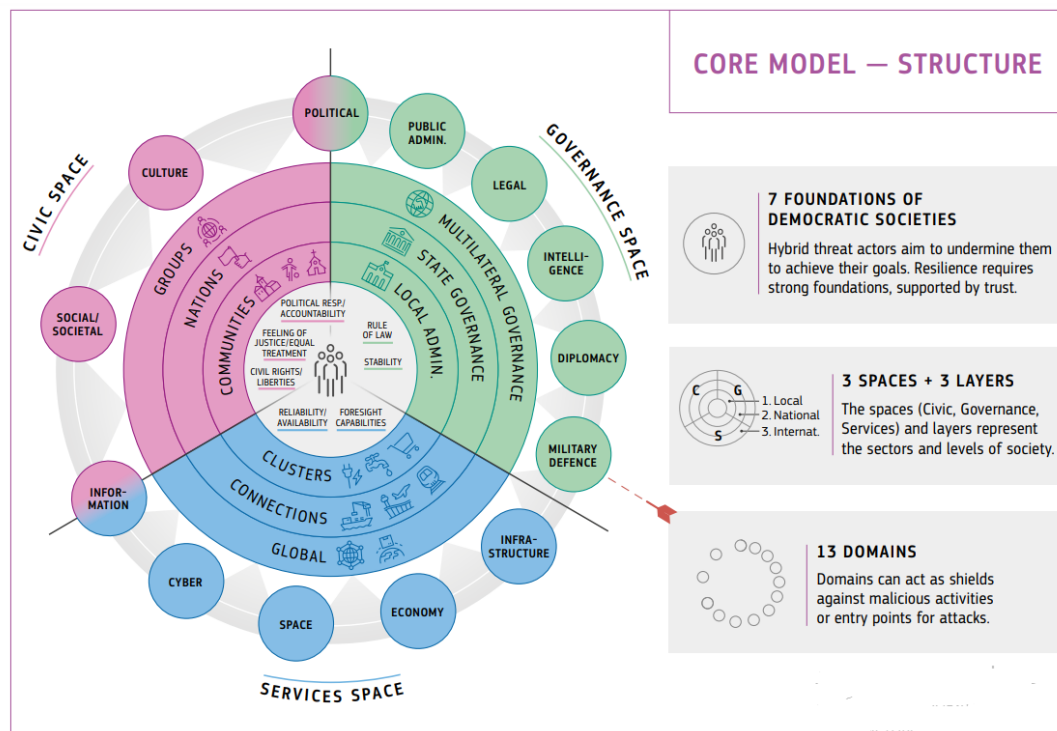 CORE MODEL — STRUCTURE
CIVIC SPACE
GOVERNANCE SPACE
SERVICES SPACE
POLITICAL
PUBLIC
ADMIN.
LEGAL
INTELLI-
GENCE
DIPLOMACY
MILITARY
DEFENCE
INFRA-
STRUCTURE
ECONOMY
SPACE
CYBER
INFOR-
MATION
SOCIAL/
SOCIETAL
CULTURE
GROUPS
NATIONS
COMMUNITIES
MULTILATERAL GOVERNANCE
STATE GOVERNANCE
LOCAL ADMIN.
CLUSTERS
CONNECTIONS
GLOBAL
POLITICAL RESP./
ACCOUNTABILITY
FEELING OF
JUSTICE/EQUAL
TREATMENT
CIVIL RIGHTS/
LIBERTIES
RULE
OF LAW
STABILITY
RELIABILITY/
AVAILABILITY
FORESIGHT
CAPABILITIES
7 FOUNDATIONS OF
DEMOCRATIC SOCIETIES
Hybrid threat actors aim to undermine them
to achieve their goals. Resilience requires
strong foundations, supported by trust.
C
G
S
1. Local
2. National
3. Internat.
3 SPACES + 3 LAYERS
The spaces (Civic, Governance,
Services) and layers represent
the sectors and levels of society.
13 DOMAINS
Domains can act as shields
against malicious activities
or entry points for attacks.